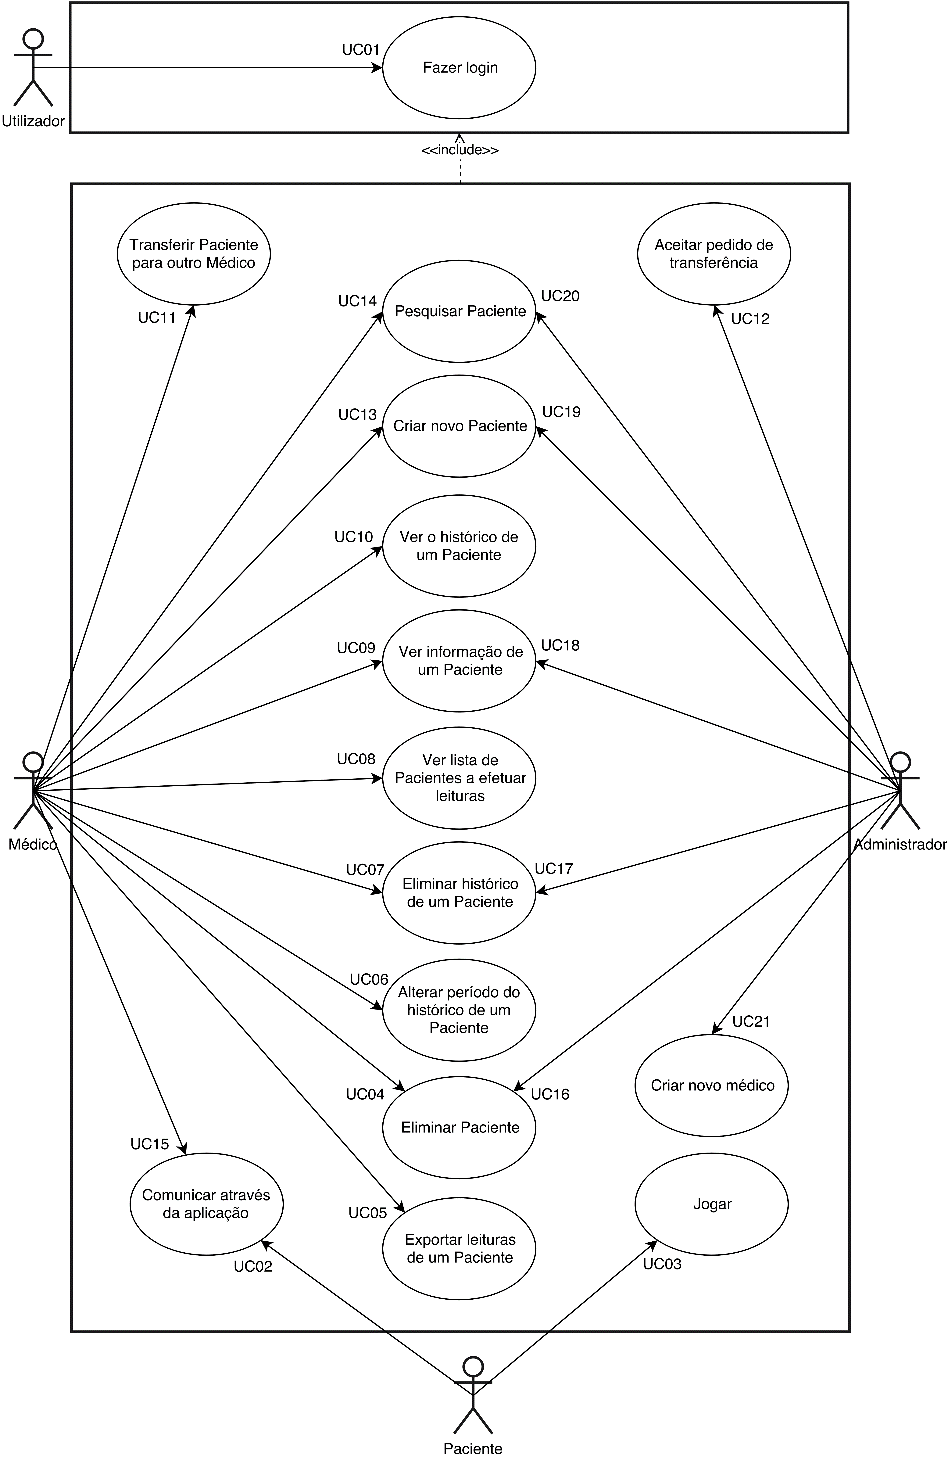 UC01
Fazer login
Utilizador
<<include>>
Transferir Paciente
para outro Médico
UC11
Aceitar pedido de
transferência
UC12
UC14
Pesquisar Paciente
UC20
UC13
Criar novo Paciente
UC19
UC10
Ver o histórico de
um Paciente
UC09
Ver informação de
um Paciente
UC18
UC08
Ver lista de
Pacientes a efetuar
leituras
Médico
Administrador
UC07
Eliminar histórico
de um Paciente
UC17
UC06
Alterar período do
histórico de um
Paciente
UC21
Criar novo médico
UC04
Eliminar Paciente
UC16
UC15
Comunicar através
da aplicação
UC02
UC05
Exportar leituras
de um Paciente
Jogar
UC03
Paciente